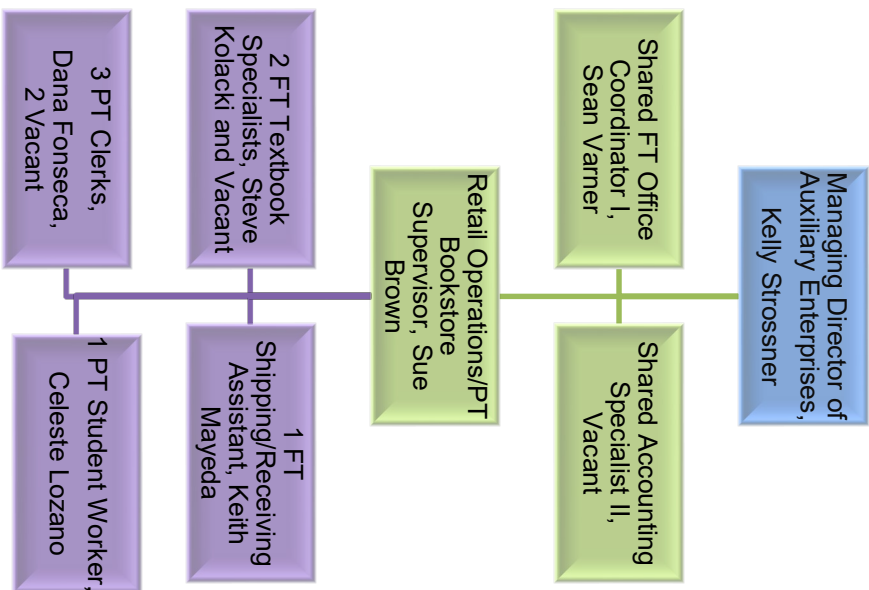 Managing Director of
Auxiliary Enterprises,
Kelly Strossner
Shared FT Office
Coordinator I,
Sean Varner
Shared Accounting
Specialist II,
Vacant
Retail Operations/PT
Bookstore
Supervisor, Sue
Brown
2 FT Textbook
Specialists, Steve
Kolacki and Vacant
1 FT
Shipping/Receiving
Assistant, Keith
Mayeda
3 PT Clerks,
Dana Fonseca,
2 Vacant
1 PT Student Worker,
Celeste Lozano